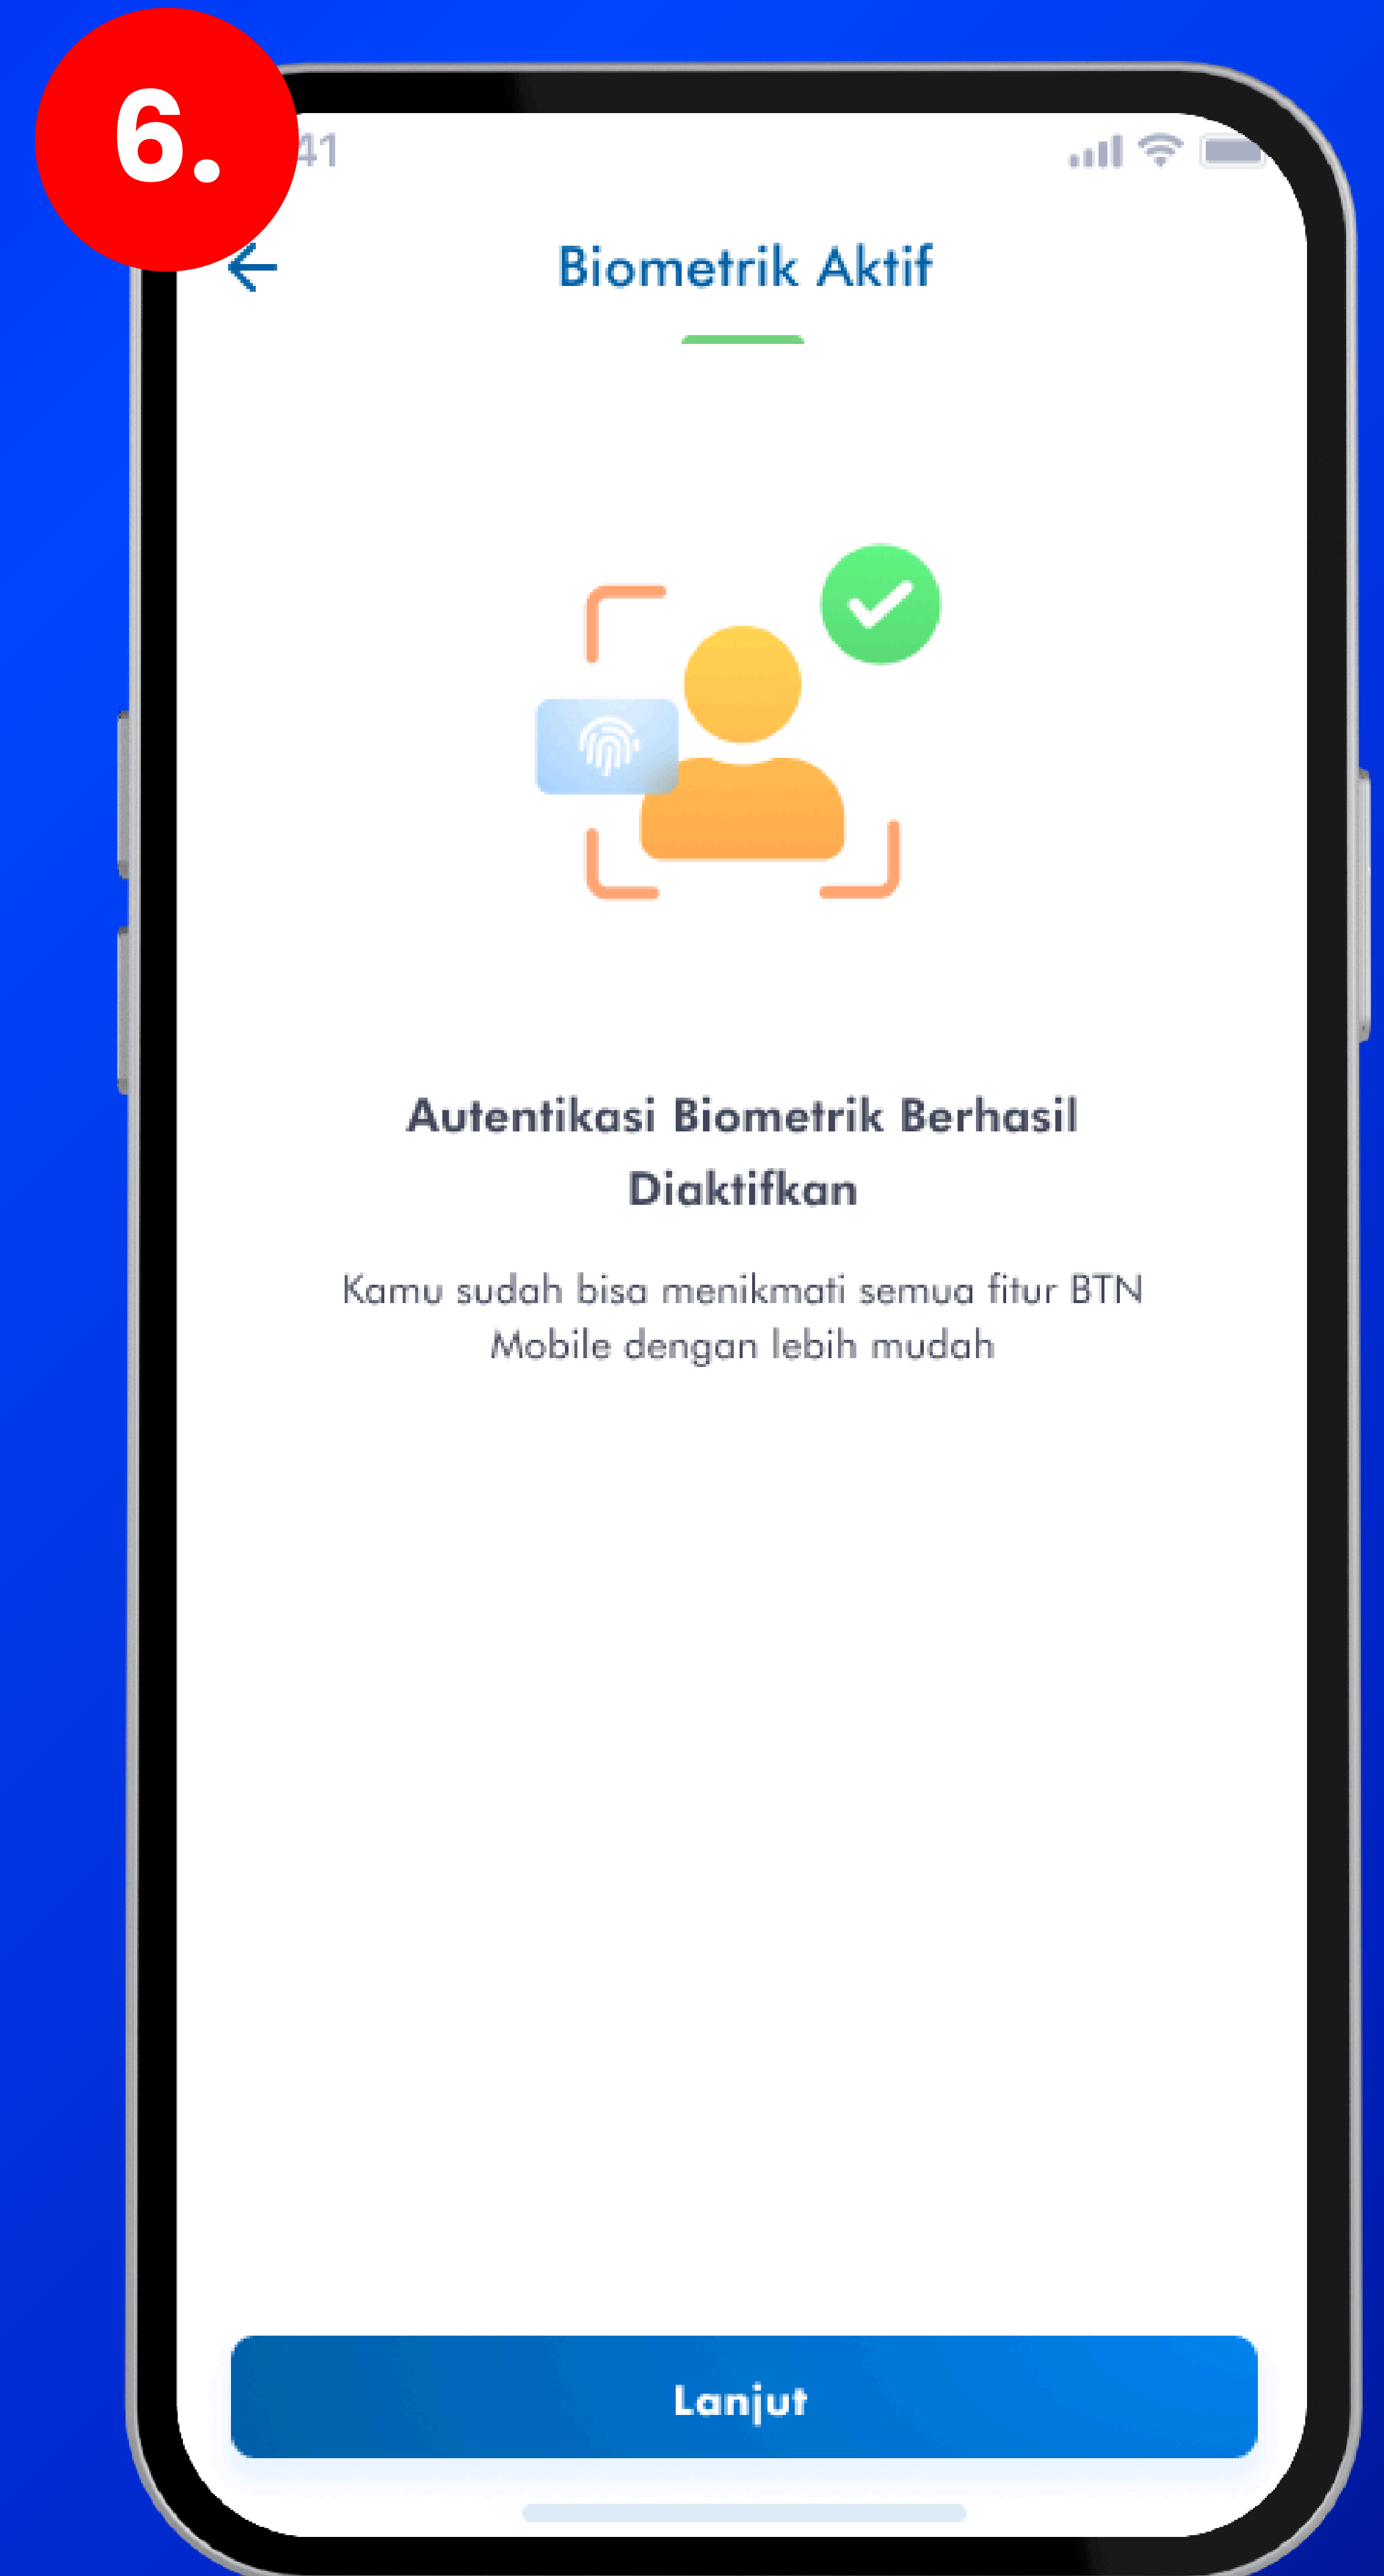 6.
41
Biometrik Aktif
Autentikasi Biometrik Berhasil
Diaktifkan
Kamu sudah bisa menikmati semua fitur BTN
Mobile dengan lebih mudah
Lanjut